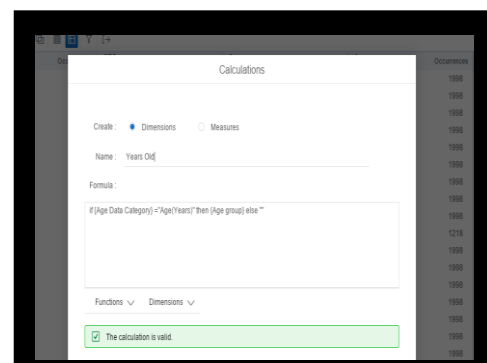 Occurences
Calculations
1998
1998
1998
Create : Dimensions Measures
1998
1998
Name : Years Old
1998
Formula :
1998
1998
if {Age Data Category} ="Age(Years)" then {Age group} else ""
1998
1218
1998
1998
1998
Functions Dimensions
1998
1998
The calculation is valid.
1998
1998